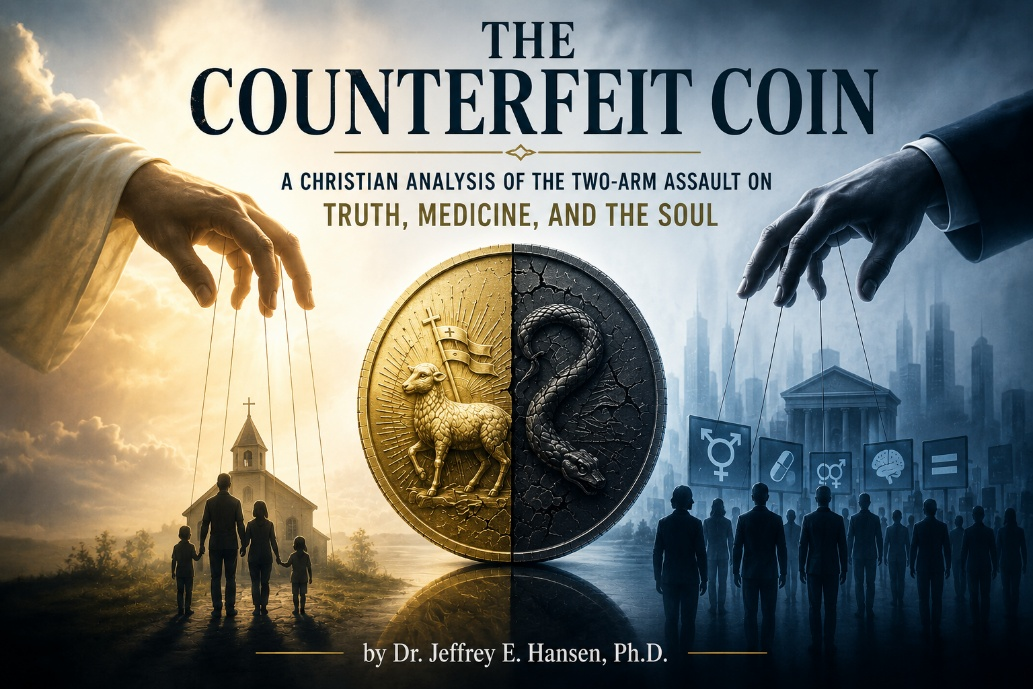 THE
COUNTERFEIT COIN
A CHRISTIAN ANALYSIS OF THE TWO-ARM ASSAULT ON
TRUTH, MEDICINE, AND THE SOUL
by Dr. Jeffrey E. Hansen, Ph.D.